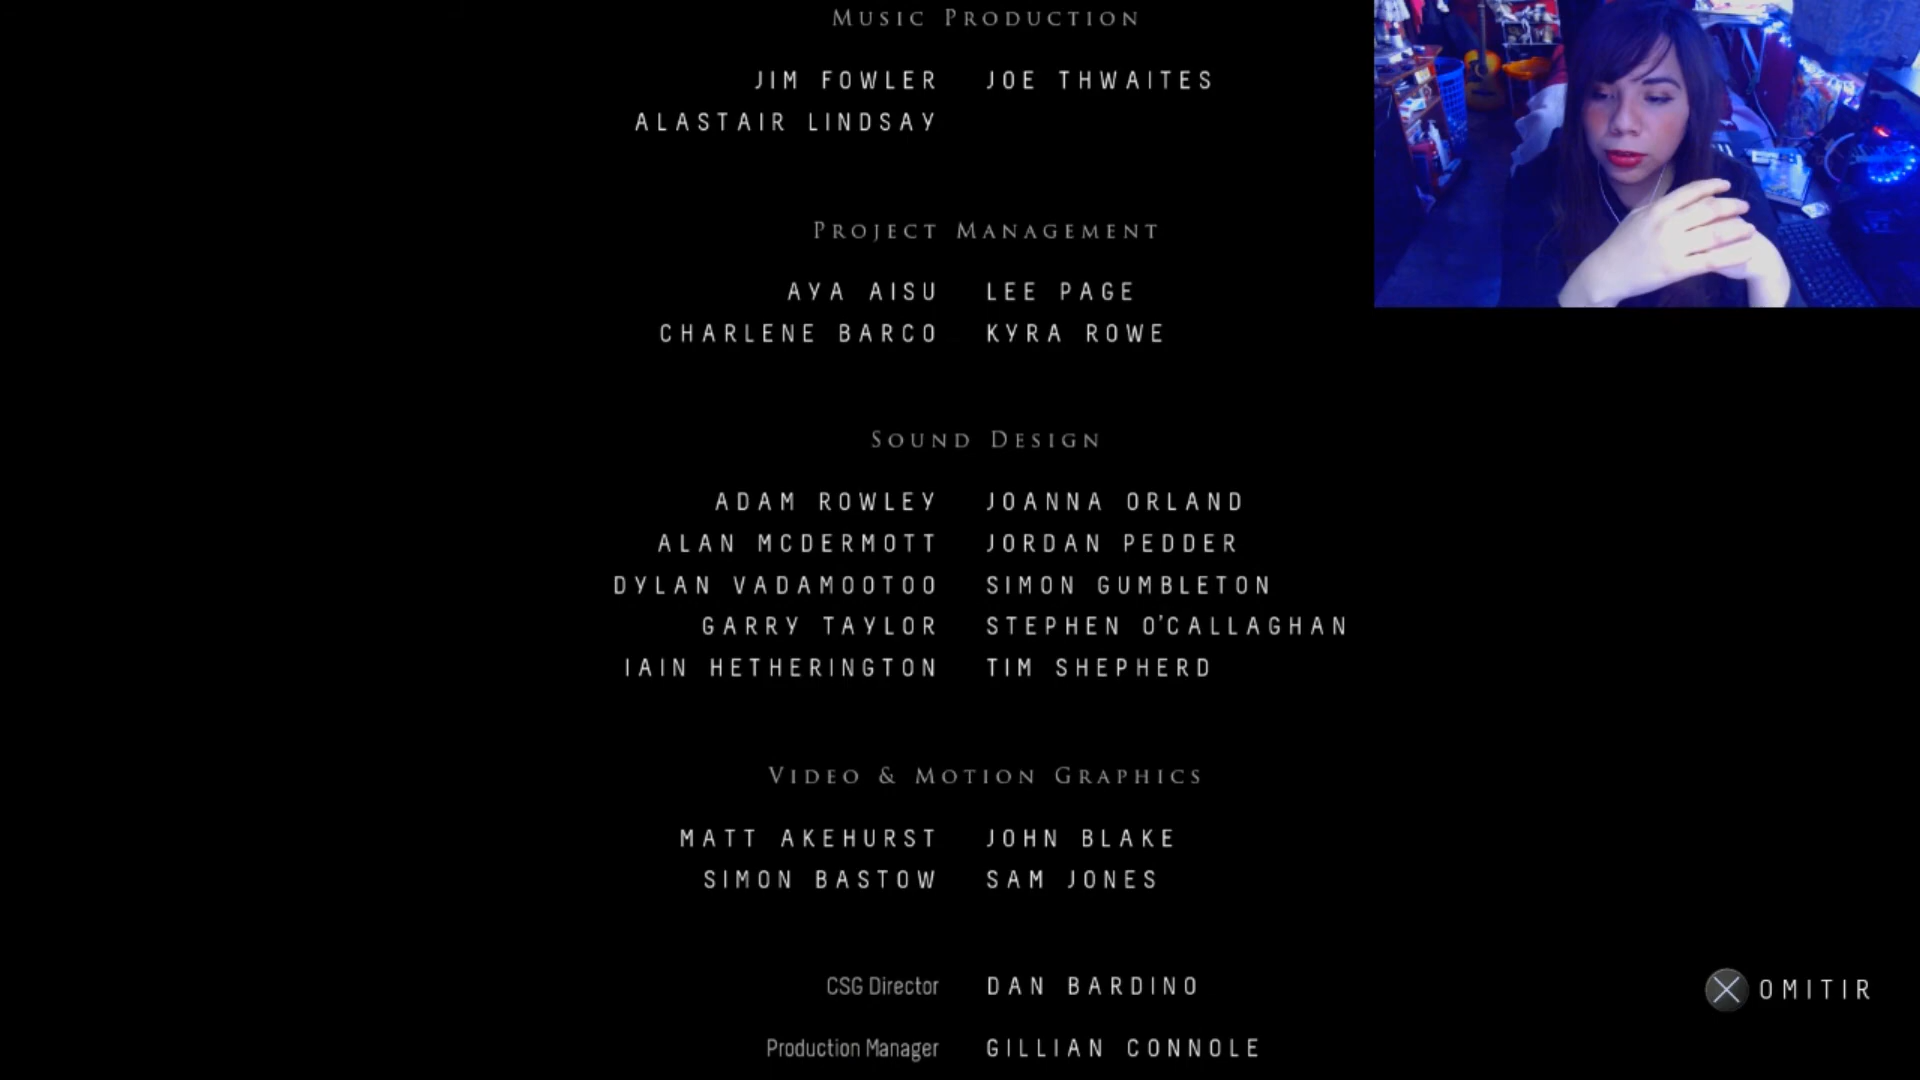 MUSIC PRODUCTION
JIM FOWLER JOE THWAITES
ALASTAIR LINDSAY
PROJECT MANAGEMENT
AYA AISU LEE PAGE
CHARLENE BARCO KYRA ROWE
SOUND DESIGN
ADAM ROWLEY JOANNA ORLAND
ALAN MCDERMOTT JORDAN PEDDER
DYLAN VADAMOOTOO SIMON GUMBLETON
GARRY TAYLOR STEPHEN O'CALLAGHAN
IAIN HETHERINGTON TIM SHEPHERD
VIDEO & MOTION GRAPHICS
MATT AKEHURST JOHN BLAKE
SIMON BASTOW SAM JONES
CSG Director DAN BARDINO
OMITIR
Production Manager GILLIAN CONNOLE